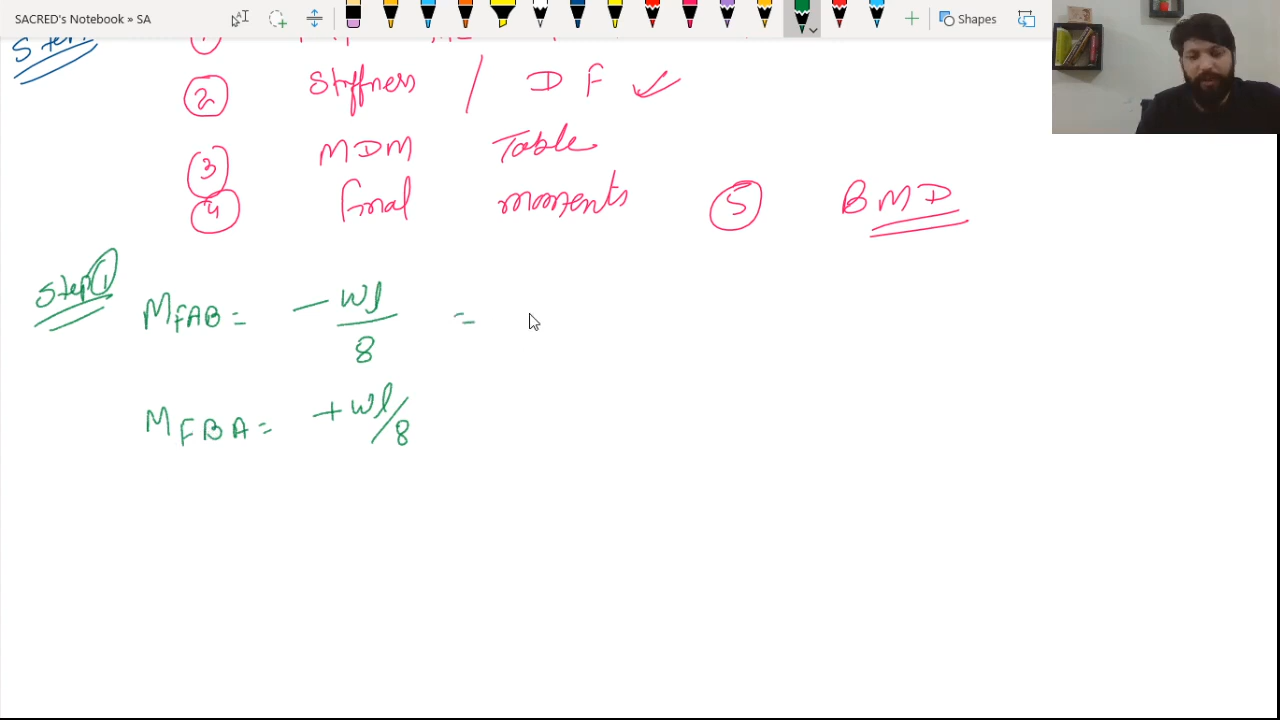 SACRED's Notebook » SA
Shapes
Step
1
2 Stiffness / DF ✓
3 MDM Table
4 final moments 5 BMD
Step 1
MFAB = - wl/8 =
MFBA = + wl/8